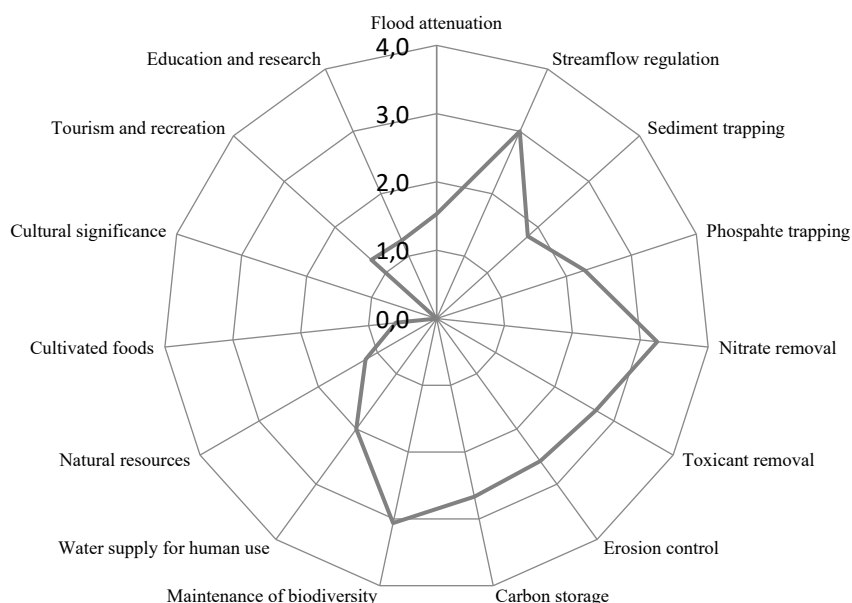 Flood attenuation
Streamflow regulation
Sediment trapping
Phospahte trapping
Nitrate removal
Toxicant removal
Erosion control
Carbon storage
Maintenance of biodiversity
Water supply for human use
Natural resources
Cultivated foods
Cultural significance
Tourism and recreation
Education and research
4,0
3,0
2,0
1,0
0,0